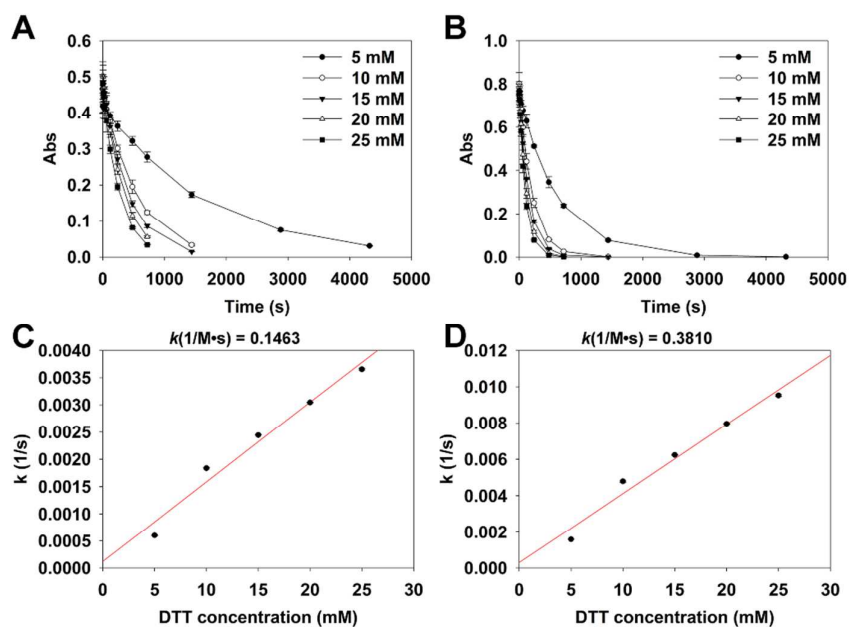 A
0.6
0.5
0.4
0.3
0.2
0.1
0.0
Abs
5 mM
10 mM
15 mM
20 mM
25 mM
0 1000 2000 3000 4000 5000
Time (s)
B
1.0
0.8
0.6
0.4
0.2
0.0
Abs
5 mM
10 mM
15 mM
20 mM
25 mM
0 1000 2000 3000 4000 5000
Time (s)
C
k(1/M•s) = 0.1463
0.0040
0.0035
0.0030
0.0025
0.0020
0.0015
0.0010
0.0005
0.0000
k (1/s)
0 5 10 15 20 25 30
DTT concentration (mM)
D
k(1/M•s) = 0.3810
0.012
0.010
0.008
0.006
0.004
0.002
0.000
k (1/s)
0 5 10 15 20 25 30
DTT concentration (mM)